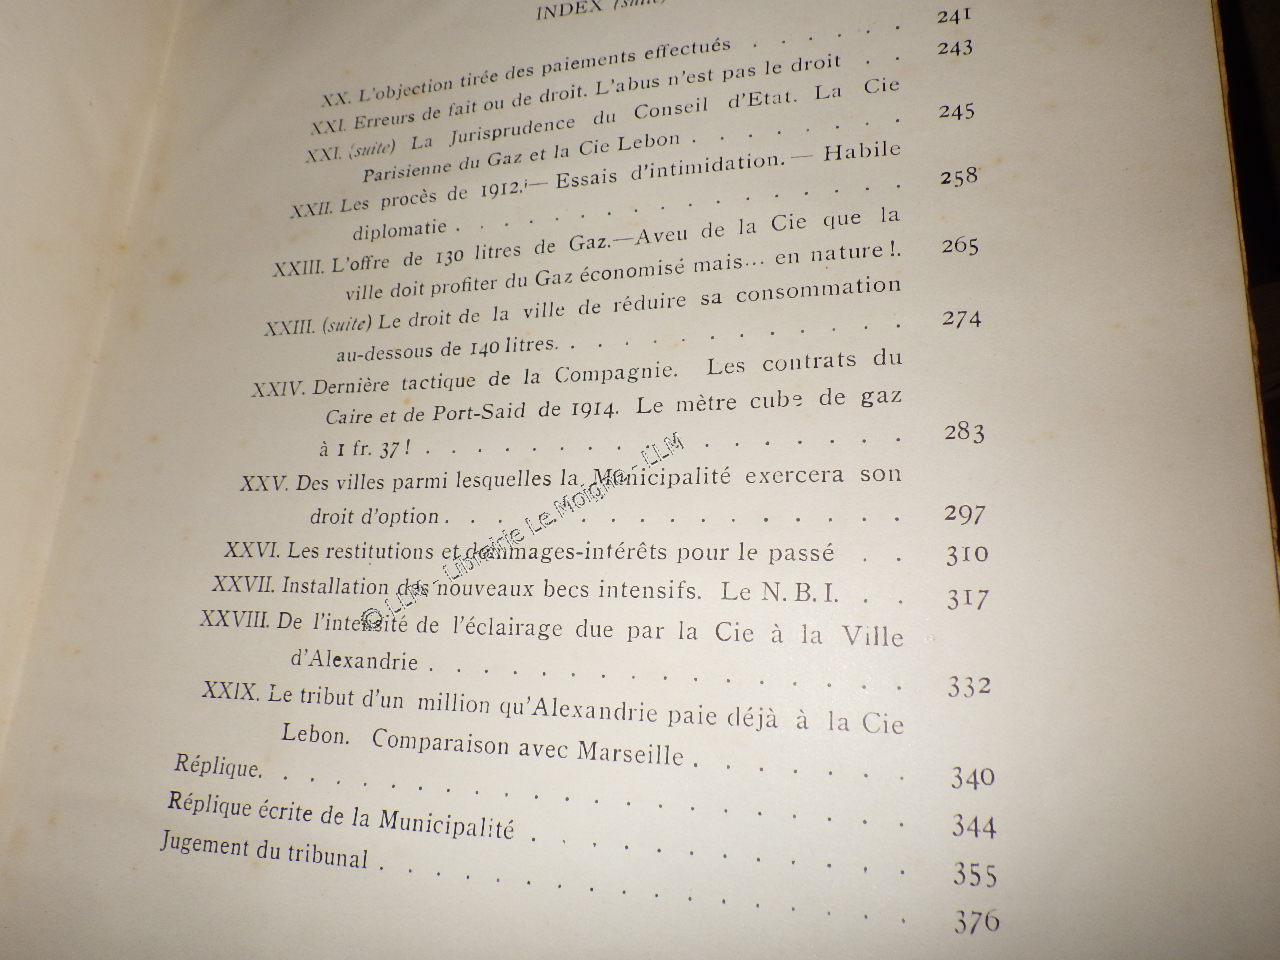 INDEX (suite)
XX. L'objection tirée des paiements effectués . . . . . . 241
XXI. Erreurs de fait ou de droit. L'abus n'est pas le droit . . 243
XXI. (suite) La Jurisprudence du Conseil d'Etat. La Cie
Parisienne du Gaz et la Cie Lebon . . . . . . . . 245
XXII. Les procès de 1912. — Essais d'intimidation. — Habile
diplomatie . . . . . . . . . . . . . . . . 258
XXIII. L'offre de 130 litres de Gaz.—Aveu de la Cie que la
ville doit profiter du Gaz économisé mais... en nature !. 265
XXIII. (suite) Le droit de la ville de réduire sa consommation
au-dessous de 140 litres. . . . . . . . . . . . . 274
XXIV. Dernière tactique de la Compagnie. Les contrats du
Caire et de Port-Said de 1914. Le mètre cube de gaz
à 1 fr. 37 ! . . . . . . . . . . . . . . . . . . 283
XXV. Des villes parmi lesquelles la Municipalité exercera son
droit d'option . . . . . . . . . . . . . . . . . 297
XXVI. Les restitutions et dommages-intérêts pour le passé . . 310
XXVII. Installation des nouveaux becs intensifs. Le N. B. I. . . 317
XXVIII. De l'intensité de l'éclairage due par la Cie à la Ville
d'Alexandrie . . . . . . . . . . . . . . . . . 332
XXIX. Le tribut d'un million qu'Alexandrie paie déjà à la Cie
Lebon. Comparaison avec Marseille . . . . . . . 340
Réplique. . . . . . . . . . . . . . . . . . . . . . . 344
Réplique écrite de la Municipalité . . . . . . . . . . . . 355
Jugement du tribunal . . . . . . . . . . . . . . . . . . 376
© LLM - Librairie Le Moigne - LLM